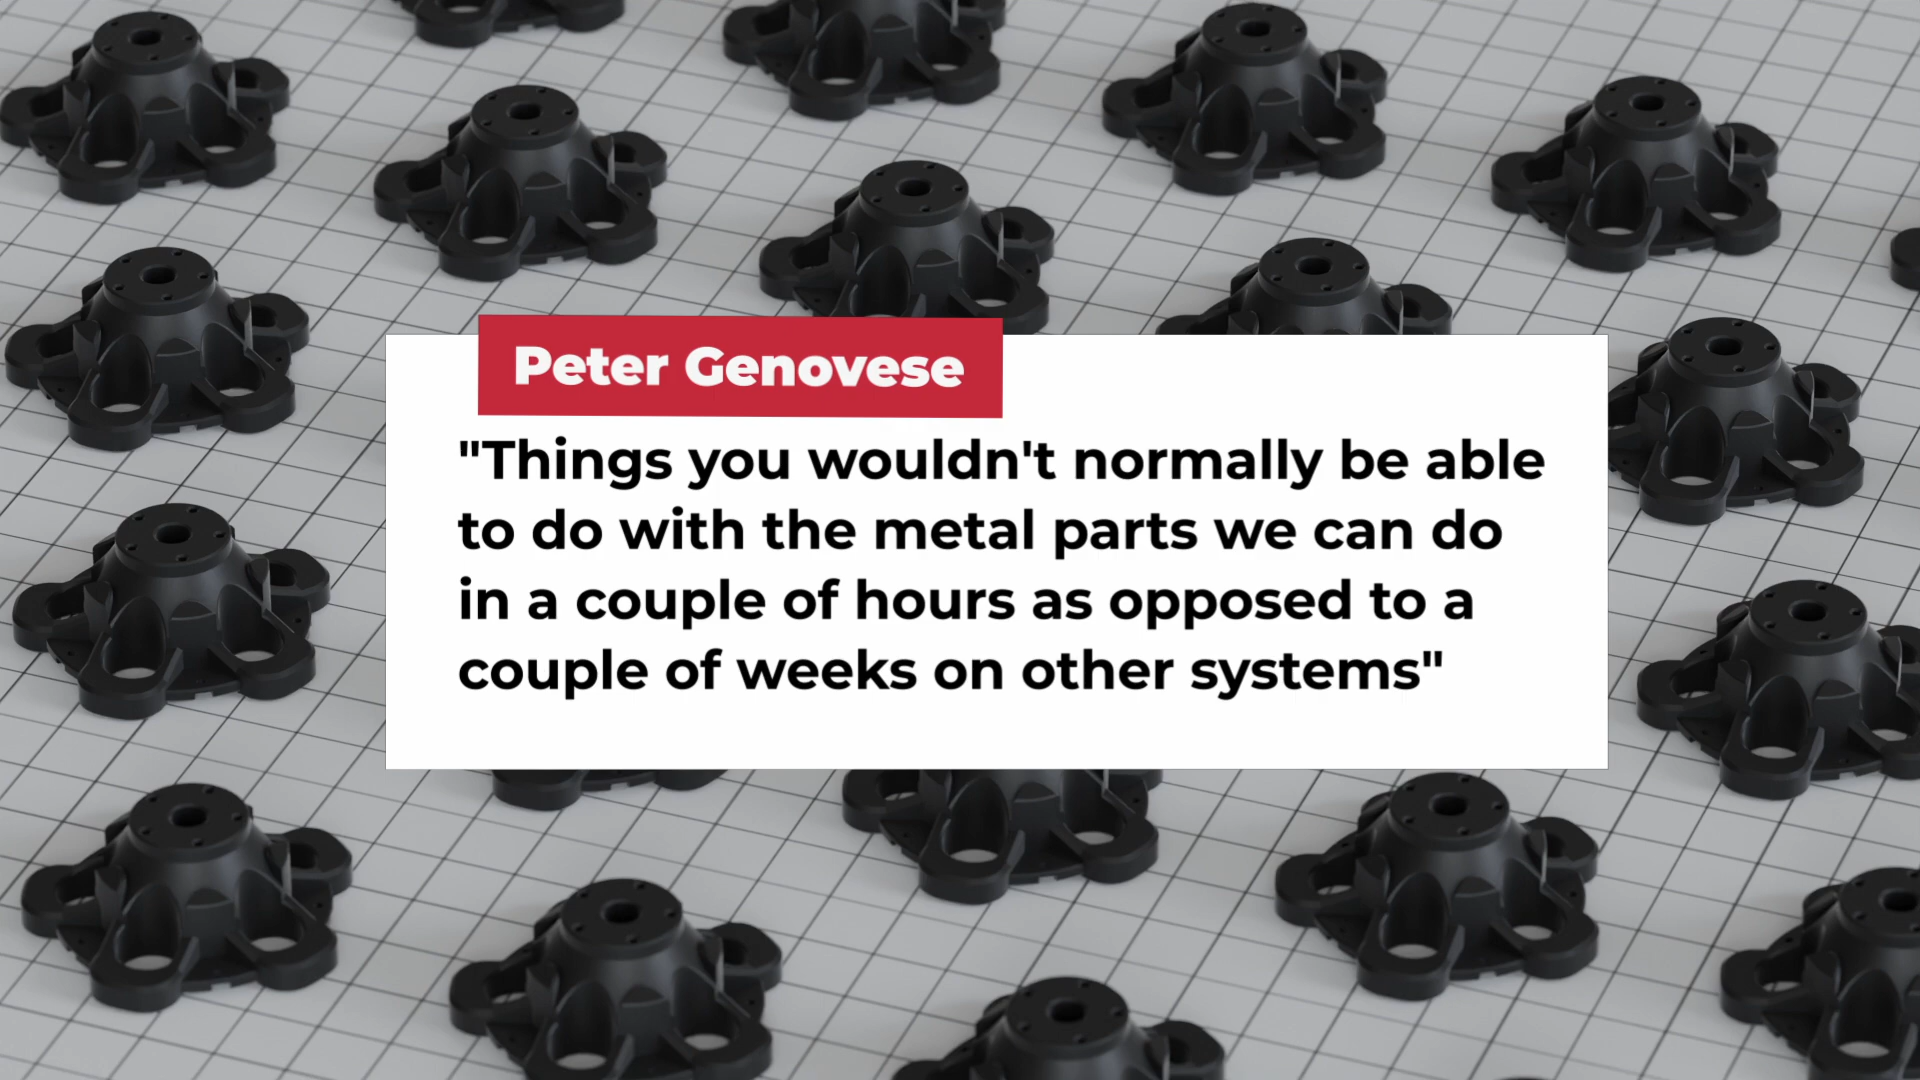 Peter Genovese
"Things you wouldn't normally be able
to do with the metal parts we can do
in a couple of hours as opposed to a
couple of weeks on other systems"